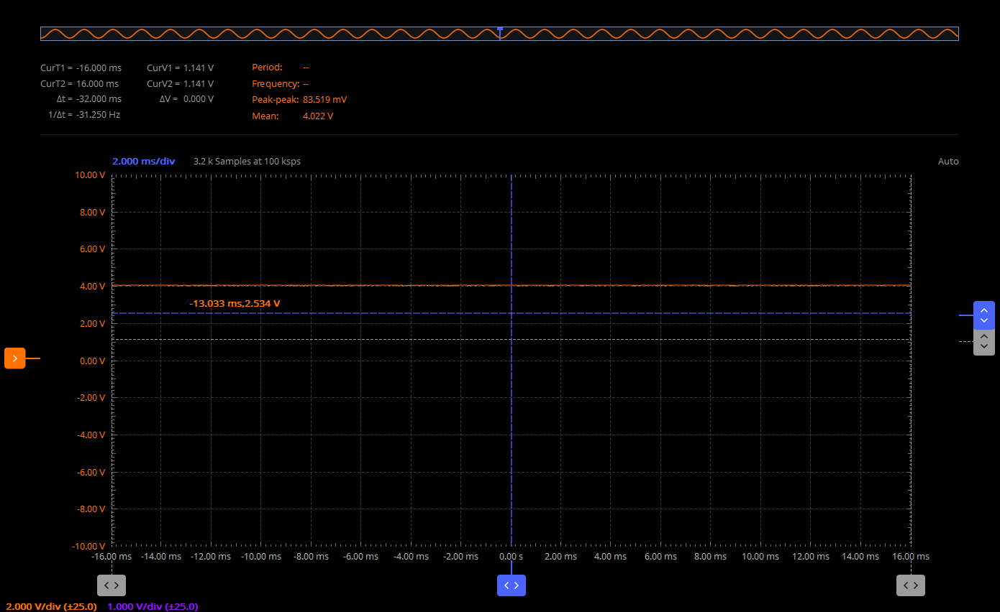 CurT1 = -16.000 ms CurV1 = 1.141 V Period: --
CurT2 = 16.000 ms CurV2 = 1.141 V Frequency: --
Δt = -32.000 ms ΔV = 0.000 V Peak-peak: 83.519 mV
1/Δt = -31.250 Hz Mean: 4.022 V
2.000 ms/div 3.2 k Samples at 100 ksps Auto
10.00 V
8.00 V
6.00 V
4.00 V
-13.033 ms,2.534 V
2.00 V
0.00 V
-2.00 V
-4.00 V
-6.00 V
-8.00 V
-10.00 V
-16.00 ms -14.00 ms -12.00 ms -10.00 ms -8.00 ms -6.00 ms -4.00 ms -2.00 ms 0.00 s 2.00 ms 4.00 ms 6.00 ms 8.00 ms 10.00 ms 12.00 ms 14.00 ms 16.00 ms
2.000 V/div (±25.0) 1.000 V/div (±25.0)